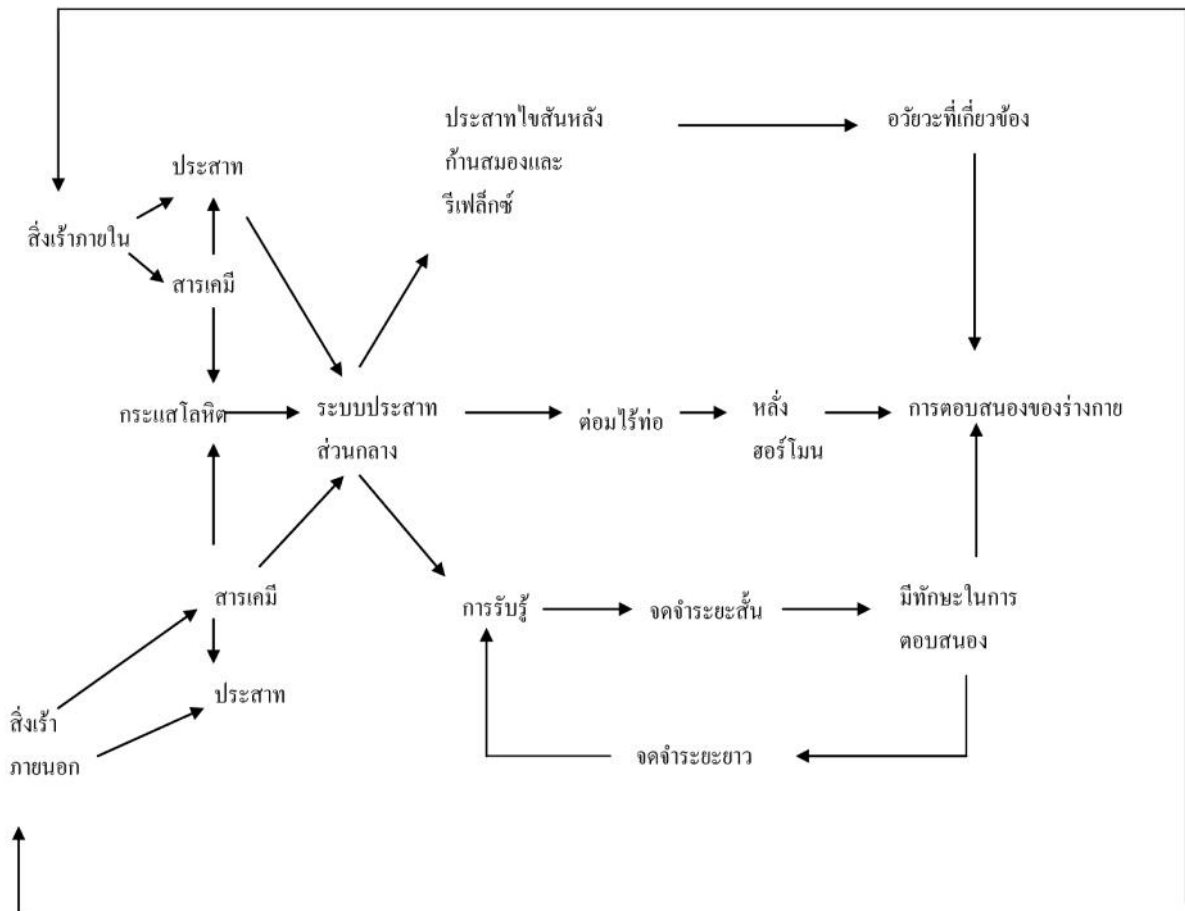 ประสาทไขสันหลัง
ก้านสมองและ
รีเฟล็กซ์
อวัยวะที่เกี่ยวข้อง
ประสาท
สิ่งเร้าภายใน
สารเคมี
กระแสโลหิต
ระบบประสาท
ส่วนกลาง
ต่อมไร้ท่อ
หลั่ง
ฮอร์โมน
การตอบสนองของร่างกาย
สารเคมี
การรับรู้
จดจำระยะสั้น
มีทักษะในการ
ตอบสนอง
ประสาท
สิ่งเร้า
ภายนอก
จดจำระยะยาว